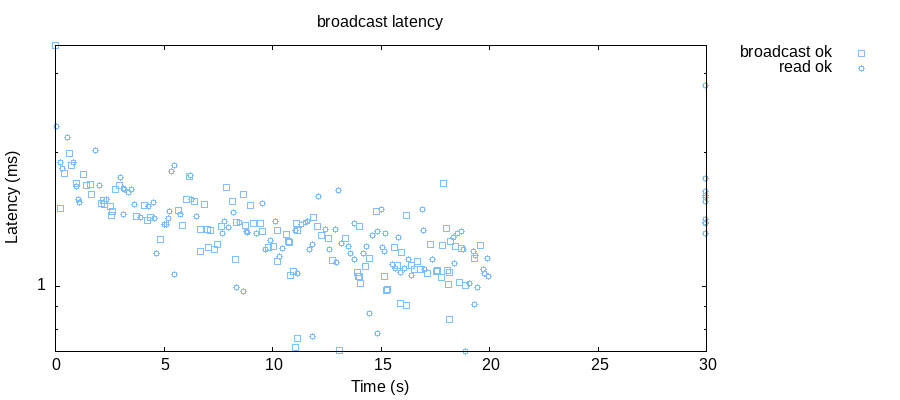 broadcast latency
broadcast ok
read ok
Latency (ms)
1
0 5 10 15 20 25 30
Time (s)